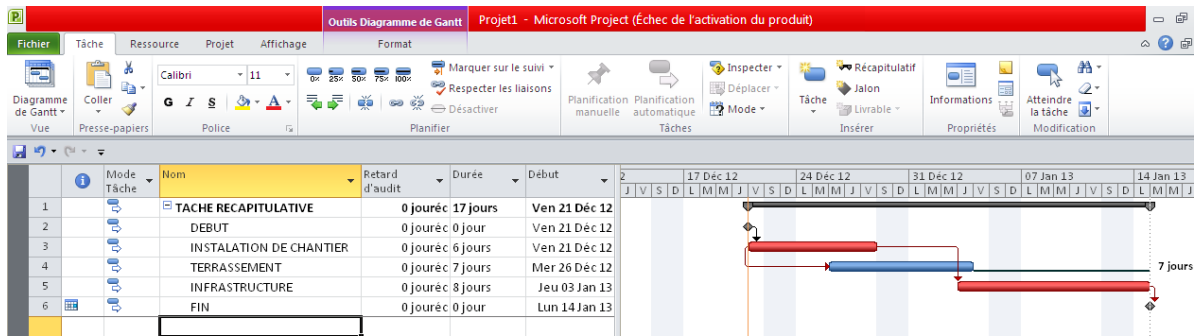 Outils Diagramme de Gantt Projet1 - Microsoft Project (Échec de l'activation du produit)
Fichier Tâche Ressource Projet Affichage Format
Diagramme de Gantt
Vue
Coller
Presse-papiers
Calibri 11
G I S A
Police
0% 25% 50% 75% 100%
Marquer sur le suivi
Respecter les liaisons
Désactiver
Planifier
Planification manuelle
Planification automatique
Inspecter
Déplacer
Mode
Tâches
Tâche
Récapitulatif
Jalon
Livrable
Insérer
Informations
Propriétés
Atteindre la tâche
Modification
Mode Tâche Nom Retard d'audit Durée Début
2 17 Déc 12 24 Déc 12 31 Déc 12 07 Jan 13 14 Jan 13
J V S D L M M J V S D L M M J V S D L M M J V S D L M M J V S D L M M J
1 TACHE RECAPITULATIVE 0 jouréc 17 jours Ven 21 Déc 12
2 DEBUT 0 jouréc 0 jour Ven 21 Déc 12
3 INSTALATION DE CHANTIER 0 jouréc 6 jours Ven 21 Déc 12
4 TERRASSEMENT 0 jouréc 7 jours Mer 26 Déc 12 7 jours
5 INFRASTRUCTURE 0 jouréc 8 jours Jeu 03 Jan 13
6 FIN 0 jouréc 0 jour Lun 14 Jan 13